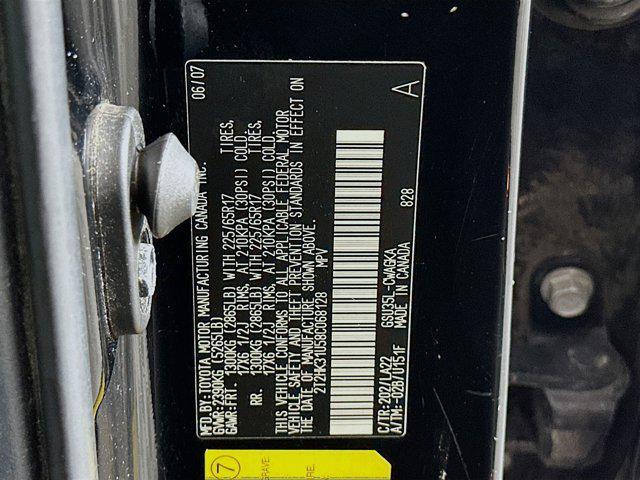 MFD.BY:TOYOTA MOTOR MANUFACTURING CANADA INC. 06/07
GVWR:2390KG (5265LB)
GAWR:FRT. 1300KG (2865LB) WITH 225/65R17 TIRES,
17X6 1/2J RIMS, AT 210KPA (30PSI) COLD
RR. 1300KG (2865LB) WITH 225/65R17 TIRES,
17X6 1/2J RIMS, AT 210KPA (30PSI) COLD
THIS VEHICLE CONFORMS TO ALL APPLICABLE FEDERAL MOTOR
VEHICLE SAFETY AND THEFT PREVENTION STANDARDS IN EFFECT ON
THE DATE OF MANUFACTURE SHOWN ABOVE.
2T2HK31U58C068128 MPV
C/TR:202/LA22 GSU35L-CWAGKA 828 A
A/TM:-02B/U151F MADE IN CANADA
7